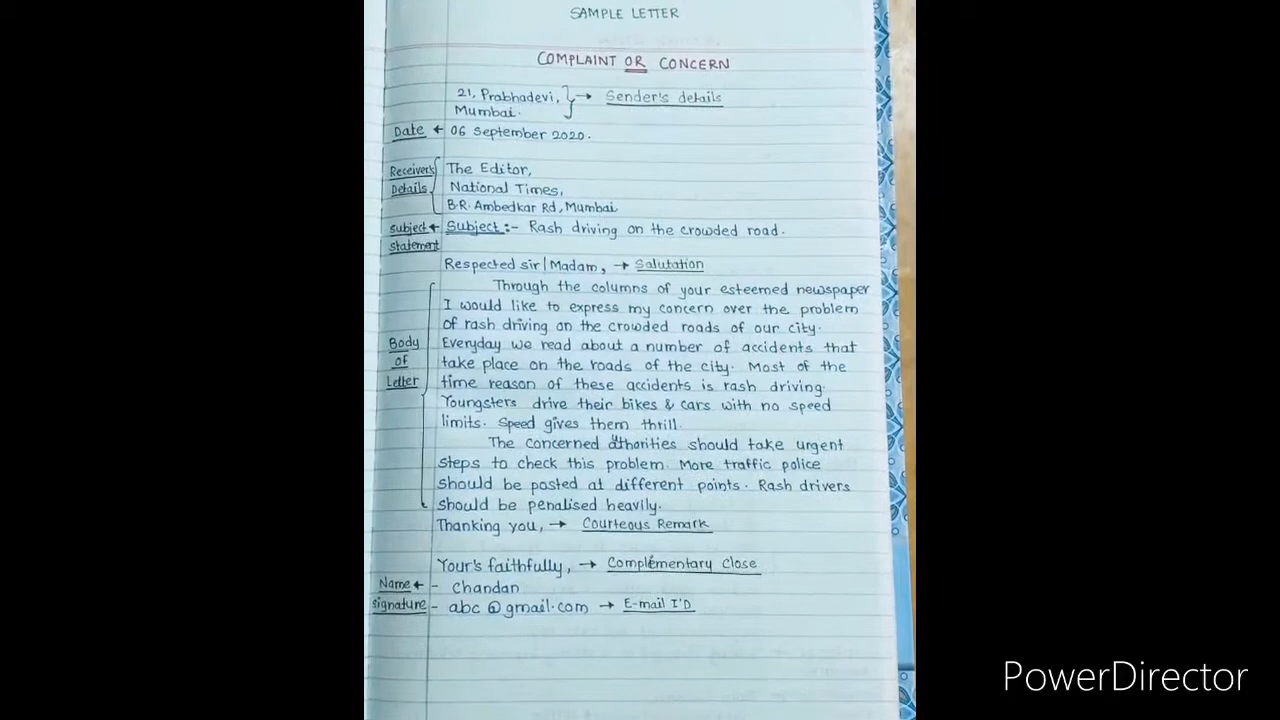 SAMPLE LETTER
COMPLAINT OR CONCERN
21, Prabhadevi, → Sender's details
Mumbai.
Date ← 06 September 2020.
Receiver's The Editor,
Details National Times,
B.R. Ambedkar Rd, Mumbai
Subject ← Subject :- Rash driving on the crowded road.
statement
Respected sir/Madam, → Salutation
Through the columns of your esteemed newspaper
I would like to express my concern over the problem
of rash driving on the crowded roads of our city.
Body Everyday we read about a number of accidents that
of take place on the roads of the city. Most of the
Letter time reason of these accidents is rash driving.
Youngsters drive their bikes & cars with no speed
limits. Speed gives them thrill.
The concerned authorities should take urgent
steps to check this problem. More traffic police
should be posted at different points. Rash drivers
should be penalised heavily.
Thanking you, → Courteous Remark
Your's faithfully, → Complementary Close
Name ← - Chandan
signature - abc@gmail.com → E-mail I'D
PowerDirector